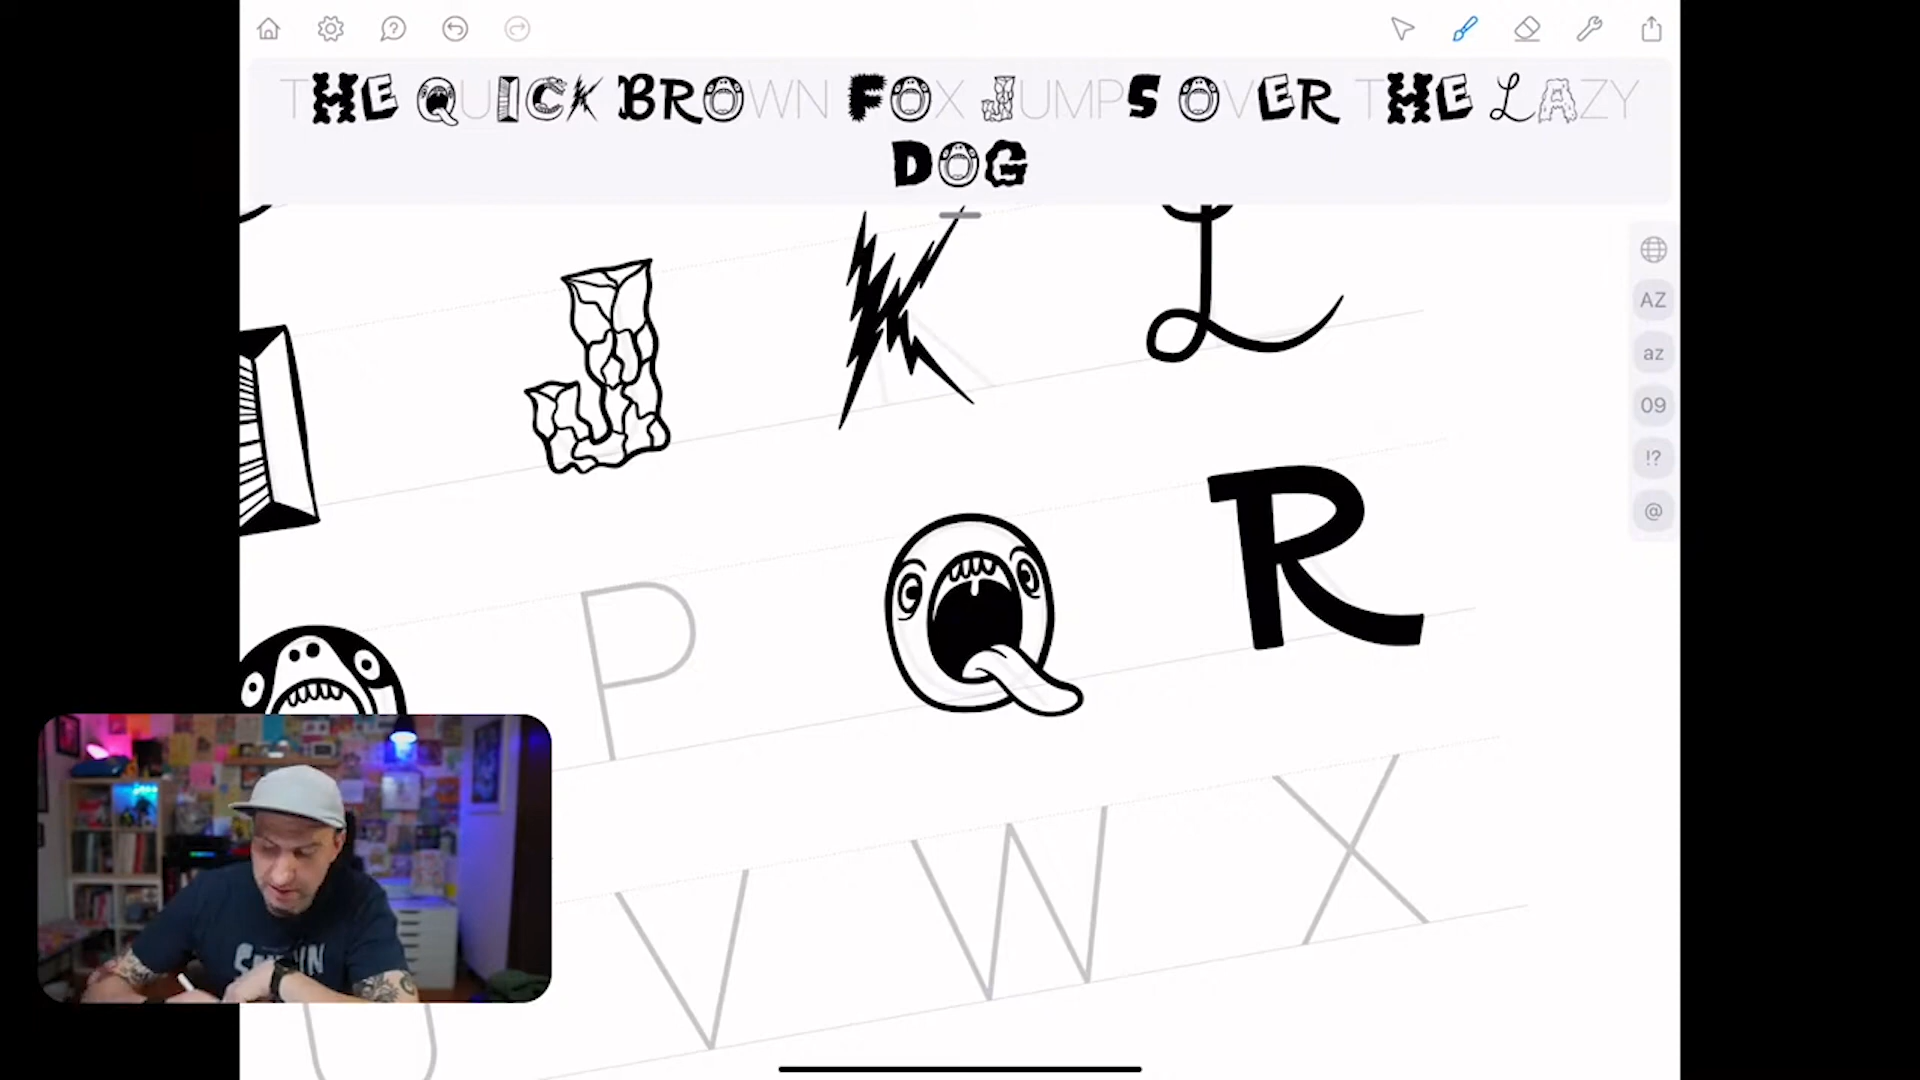 THE QUICK BROWN FOX JUMPS OVER THE LAZY
DOG
J K L
AZ
az
09
!?
@
I
O P Q R
U V W X